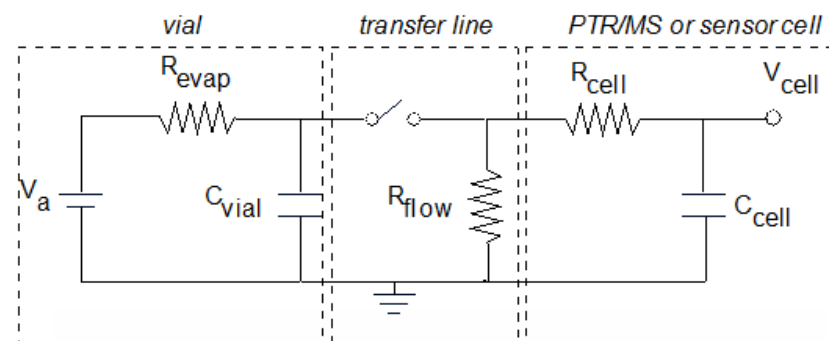 vial transfer line PTR/MS or sensor cell
R evap R cell V cell
V a C vial R flow C cell